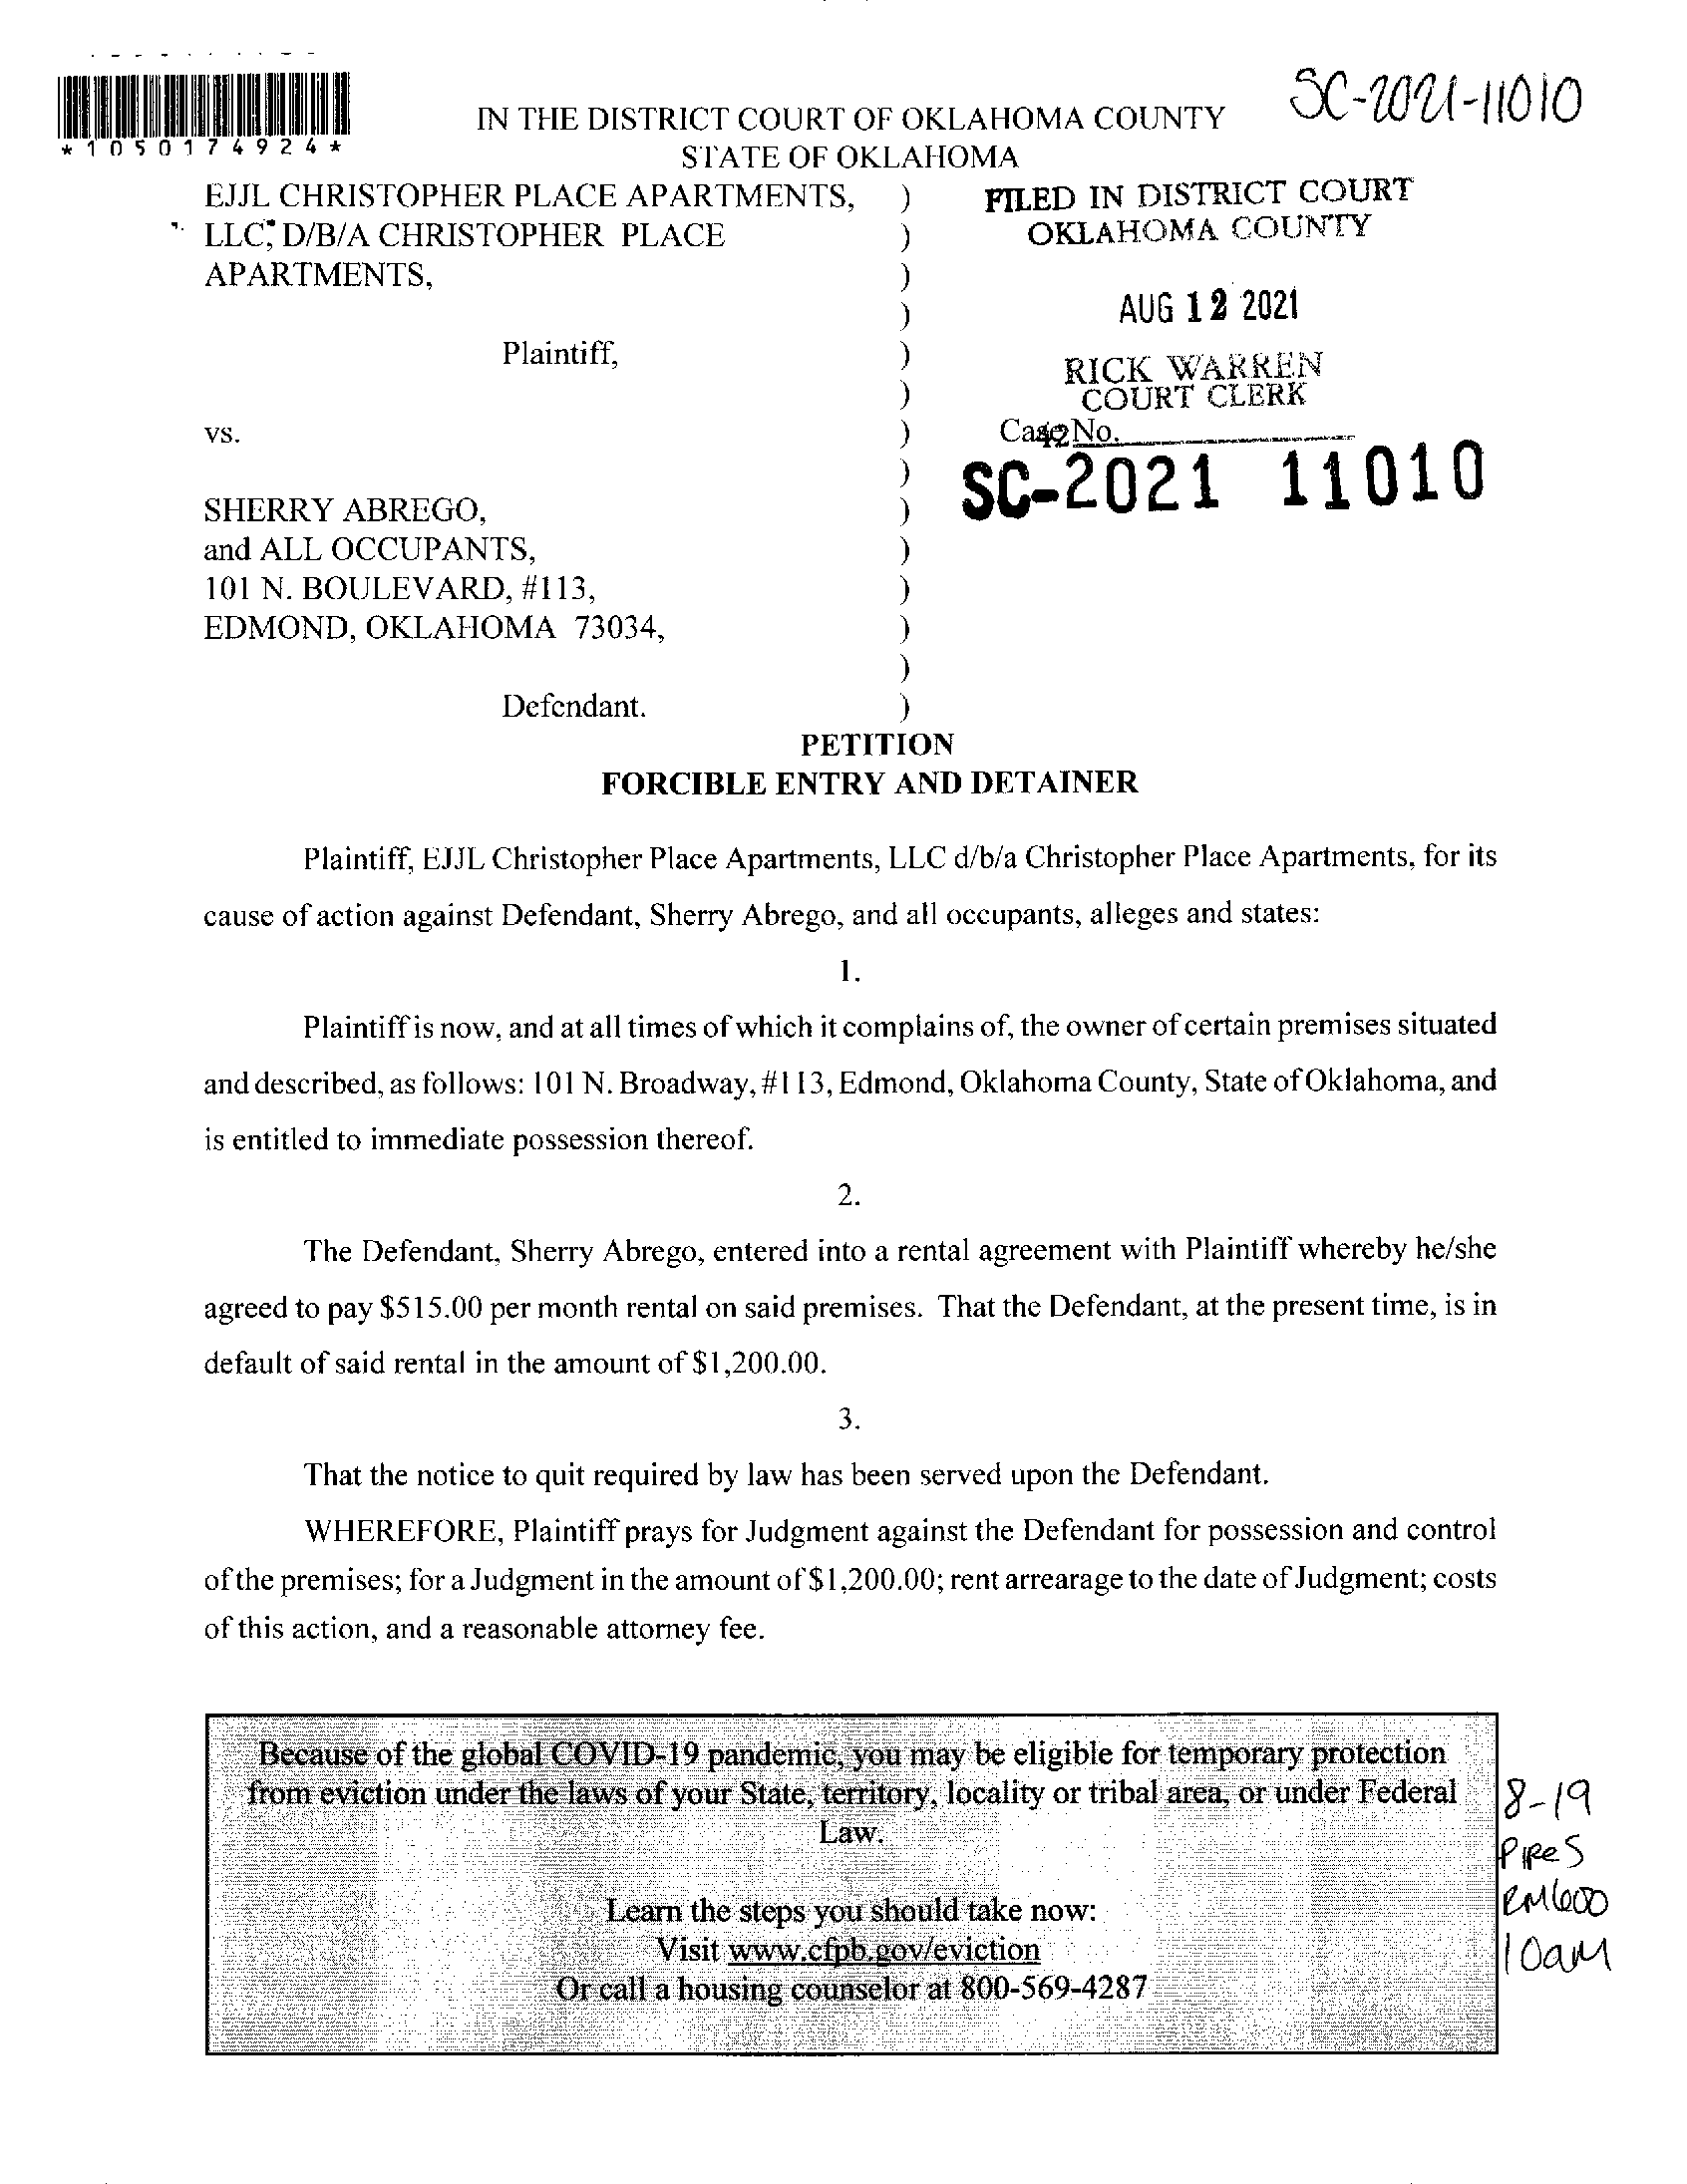 *1050174924*
SC-2021-11010
IN THE DISTRICT COURT OF OKLAHOMA COUNTY
STATE OF OKLAHOMA
EJJL CHRISTOPHER PLACE APARTMENTS, )
LLC, D/B/A CHRISTOPHER PLACE )
APARTMENTS, )
)
Plaintiff, )
)
vs. )
)
SHERRY ABREGO, )
and ALL OCCUPANTS, )
101 N. BOULEVARD, #113, )
EDMOND, OKLAHOMA 73034, )
)
Defendant. )
FILED IN DISTRICT COURT
OKLAHOMA COUNTY
AUG 12 2021
RICK WARREN
COURT CLERK
Case No.
42
SC-2021 11010
PETITION
FORCIBLE ENTRY AND DETAINER
Plaintiff, EJJL Christopher Place Apartments, LLC d/b/a Christopher Place Apartments, for its
cause of action against Defendant, Sherry Abrego, and all occupants, alleges and states:
1.
Plaintiff is now, and at all times of which it complains of, the owner of certain premises situated
and described, as follows: 101 N. Broadway, #113, Edmond, Oklahoma County, State of Oklahoma, and
is entitled to immediate possession thereof.
2.
The Defendant, Sherry Abrego, entered into a rental agreement with Plaintiff whereby he/she
agreed to pay $515.00 per month rental on said premises. That the Defendant, at the present time, is in
default of said rental in the amount of $1,200.00.
3.
That the notice to quit required by law has been served upon the Defendant.
WHEREFORE, Plaintiff prays for Judgment against the Defendant for possession and control
of the premises; for a Judgment in the amount of $1,200.00; rent arrearage to the date of Judgment; costs
of this action, and a reasonable attorney fee.
Because of the global COVID-19 pandemic, you may be eligible for temporary protection
from eviction under the laws of your State, territory, locality or tribal area, or under Federal
Law.
Learn the steps you should take now:
Visit www.cfpb.gov/eviction
Or call a housing counselor at 800-569-4287
8-19
PipeS
RM600
10am